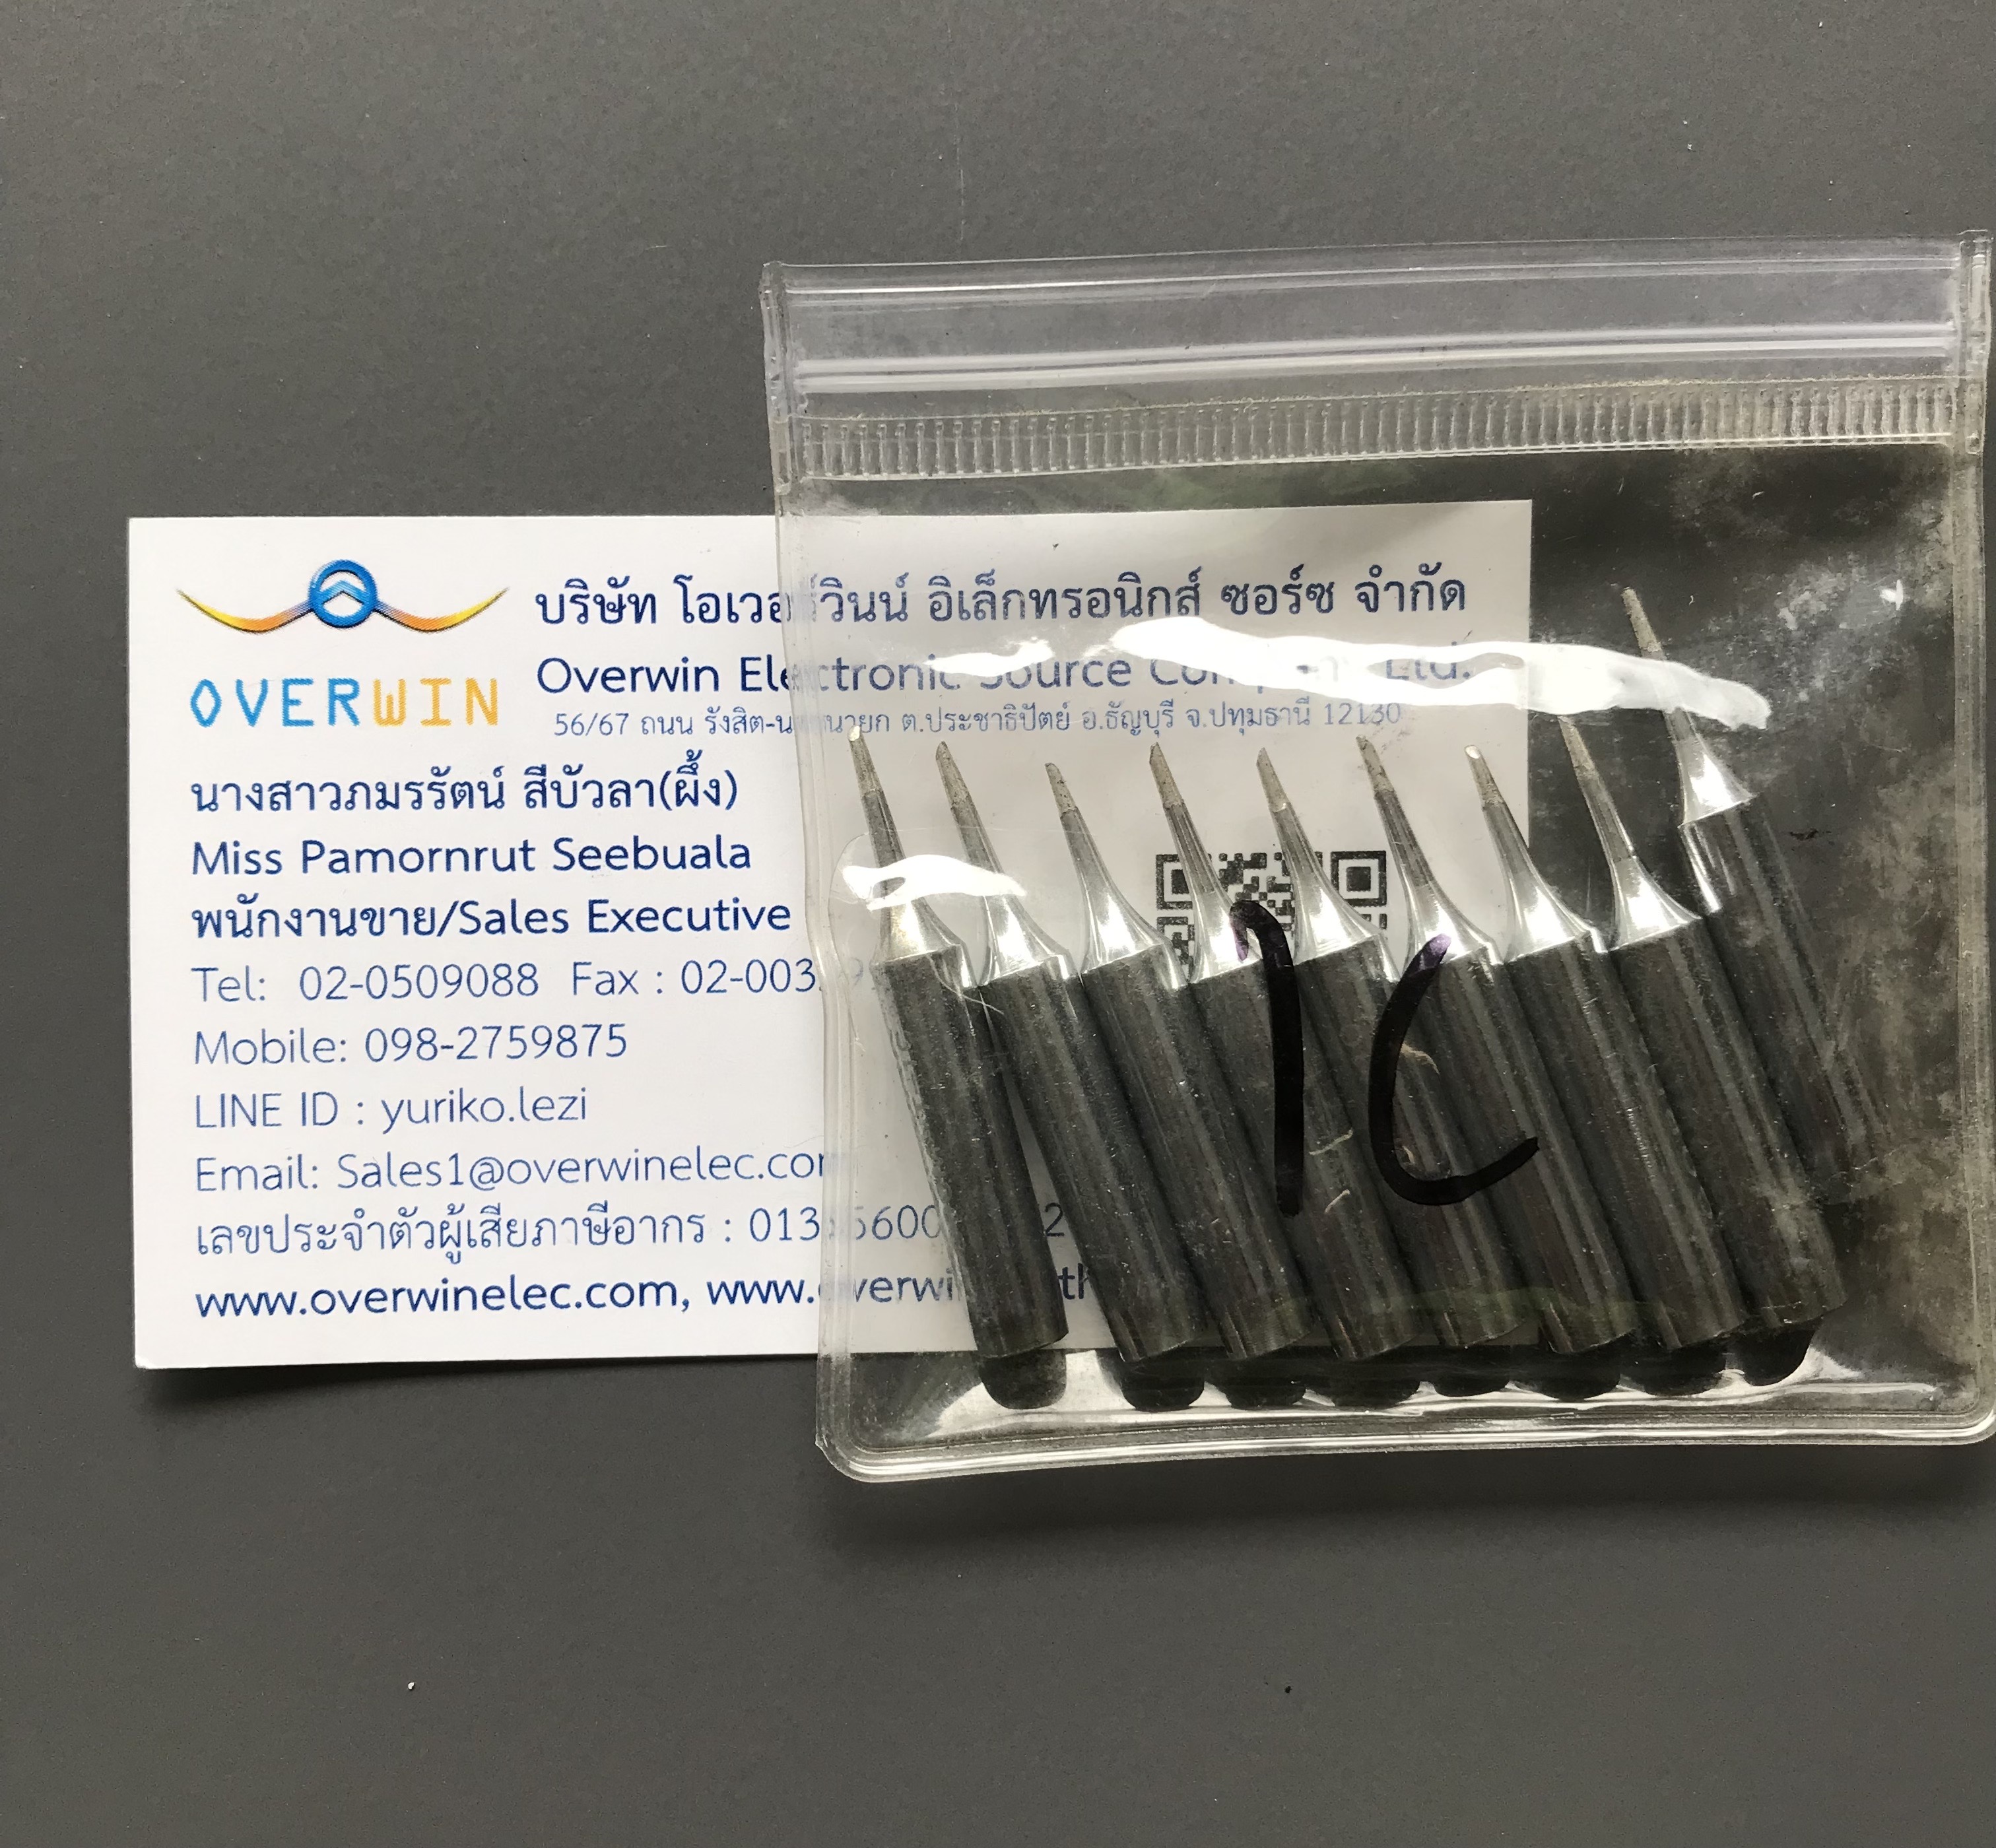 OVERWIN
บริษัท โอเวอร์วินน์ อิเล็กทรอนิกส์ ซอร์ซ จำกัด
Overwin Electronic Source Company Ltd.
56/67 ถนน รังสิต-นครนายก ต.ประชาธิปัตย์ อ.ธัญบุรี จ.ปทุมธานี 12130
นางสาวภมรรัตน์ สีบัวลา(ผึ้ง)
Miss Pamornrut Seebuala
พนักงานขาย/Sales Executive
Tel: 02-0509088 Fax :
Mobile: 098-2759875
LINE ID : yuriko.lezi
Email: Sales1@overwinelec.com
เลขประจำตัวผู้เสียภาษีอากร :
www.overwinelec.com,
1C